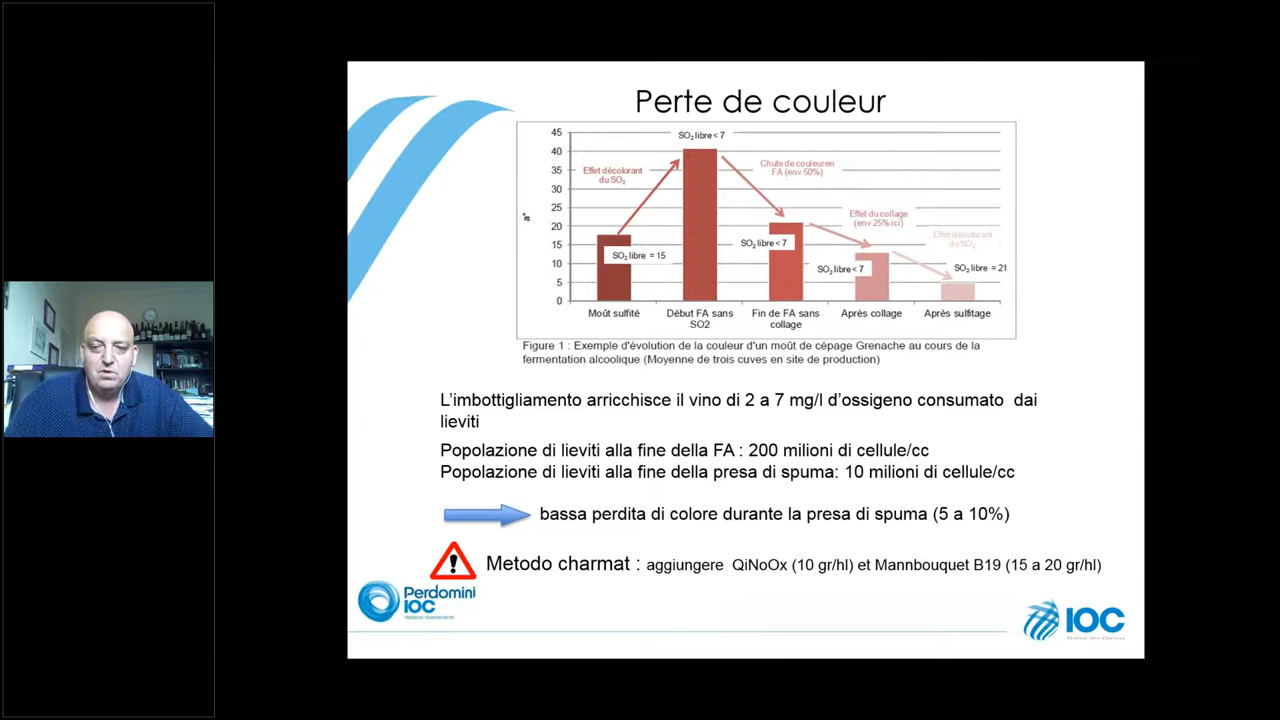 Perte de couleur
45
40
35
30
25
20
15
10
5
0
a*
SO2 libre < 7
Effet décolorant
du SO2
Chute de couleur en
FA (env 50%)
Effet du collage
(env 25% ici)
Effet décolorant
du SO2
SO2 libre = 15
SO2 libre < 7
SO2 libre < 7
SO2 libre = 21
Moût sulfité
Début FA sans
SO2
Fin de FA sans
collage
Après collage
Après sulfitage
Figure 1 : Exemple d'évolution de la couleur d'un moût de cépage Grenache au cours de la
fermentation alcoolique (Moyenne de trois cuves en site de production)
L'imbottigliamento arricchisce il vino di 2 a 7 mg/l d'ossigeno consumato dai
lieviti
Popolazione di lieviti alla fine della FA : 200 milioni di cellule/cc
Popolazione di lieviti alla fine della presa di spuma: 10 milioni di cellule/cc
bassa perdita di colore durante la presa di spuma (5 a 10%)
Metodo charmat : aggiungere QiNoOx (10 gr/hl) et Mannbouquet B19 (15 a 20 gr/hl)
Perdomini
IOC
IOC